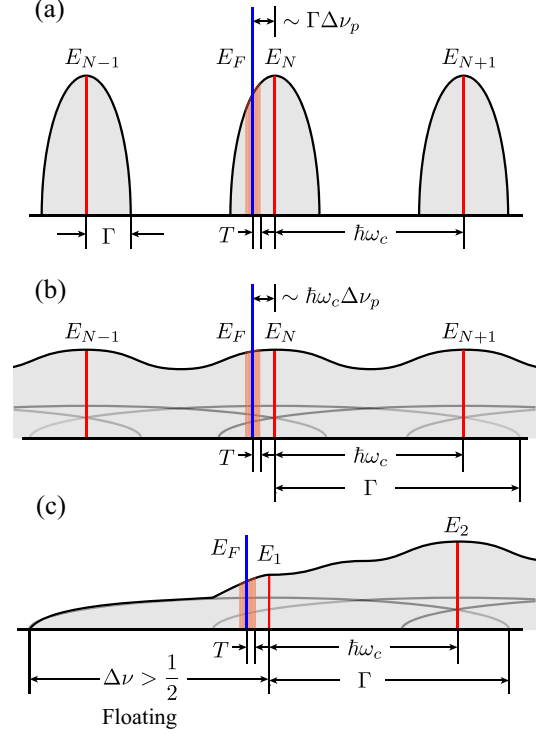 (a)
∼ ΓΔν_p
E_{N−1} E_F E_N E_{N+1}
Γ T ℏω_c
(b)
∼ ℏω_cΔν_p
E_{N−1} E_F E_N E_{N+1}
T ℏω_c
Γ
(c)
E_F E_1 E_2
T ℏω_c
Δν > 1/2 Γ
Floating